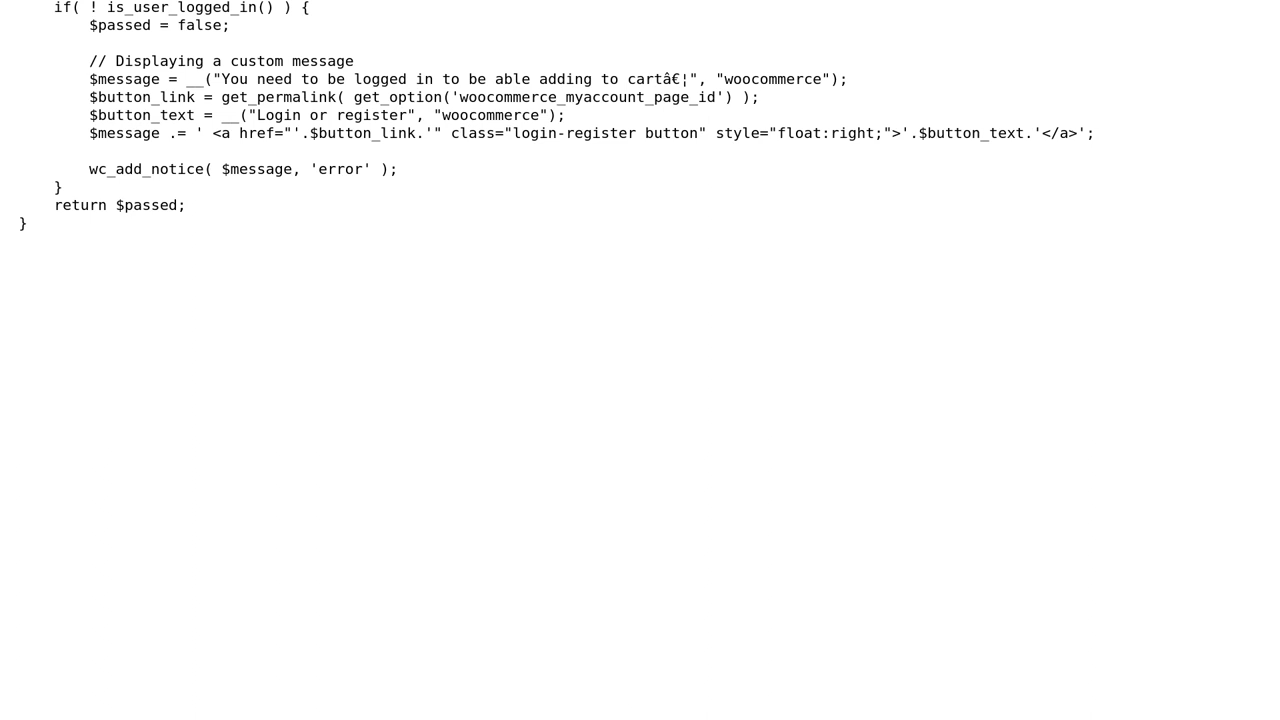 if( ! is_user_logged_in() ) {
$passed = false;
// Displaying a custom message
$message = __("You need to be logged in to be able adding to cartâ€¦", "woocommerce");
$button_link = get_permalink( get_option('woocommerce_myaccount_page_id') );
$button_text = __("Login or register", "woocommerce");
$message .= ' <a href="'.$button_link.'" class="login-register button" style="float:right;">'.$button_text.'</a>';
wc_add_notice( $message, 'error' );
}
return $passed;
}